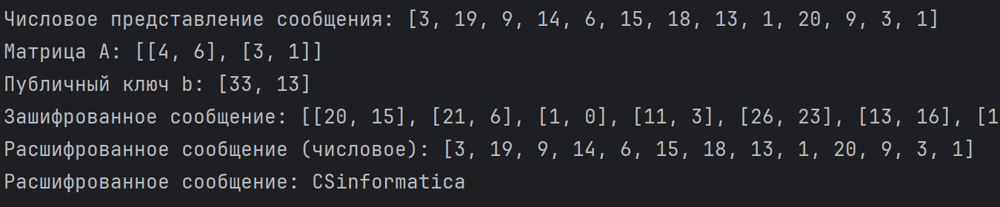 Числовое представление сообщения: [3, 19, 9, 14, 6, 15, 18, 13, 1, 20, 9, 3, 1]
Матрица A: [[4, 6], [3, 1]]
Публичный ключ b: [33, 13]
Зашифрованное сообщение: [[20, 15], [21, 6], [1, 0], [11, 3], [26, 23], [13, 16], [1
Расшифрованное сообщение (числовое): [3, 19, 9, 14, 6, 15, 18, 13, 1, 20, 9, 3, 1]
Расшифрованное сообщение: CSinformatica